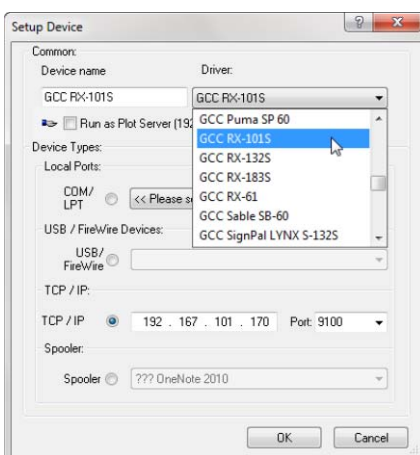 Setup Device
Common:
Device name Driver:
GCC RX-101S GCC RX-101S
Run as Plot Server (192
GCC Puma SP 60
GCC RX-101S
GCC RX-132S
GCC RX-183S
GCC RX-61
GCC Sable SB-60
GCC SignPal LYNX S-132S
Device Types:
Local Ports:
COM/
LPT
<< Please se
USB / FireWire Devices:
USB/
FireWire
TCP / IP:
TCP / IP 192 . 167 . 101 . 170 Port: 9100
Spooler:
Spooler ??? OneNote 2010
OK Cancel